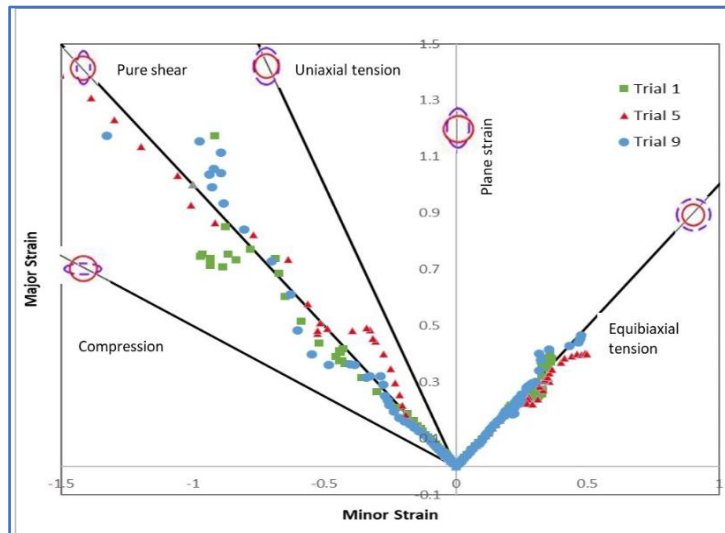 1.5
Pure shear
Uniaxial tension
Trial 1
1.3
Trial 5
Trial 9
Plane strain
1.1
0.9
Major Strain
0.7
0.5
Compression
Equibiaxial
tension
0.3
0.1
-1.5
-1
-0.5
0
0.5
1
-0.1
Minor Strain